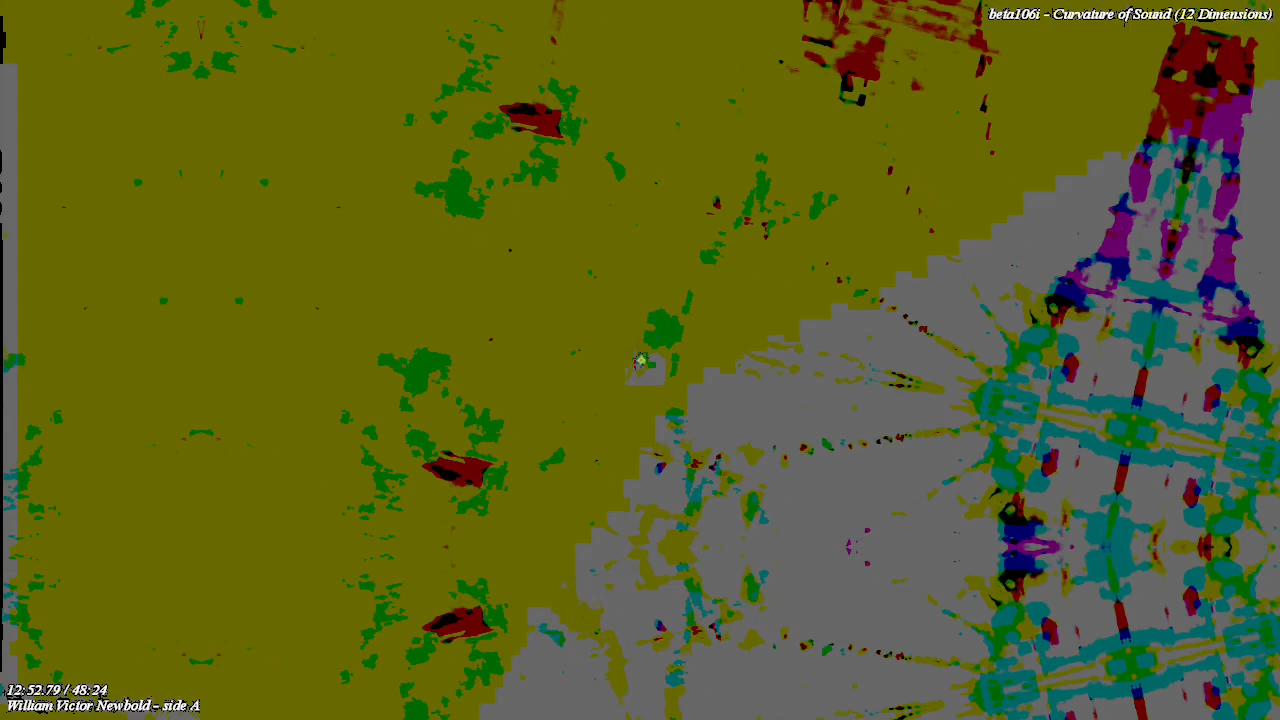 beta106i - Curvature of Sound (12 Dimensions)
12:52.79 / 48:24
William Victor Newbold - side A